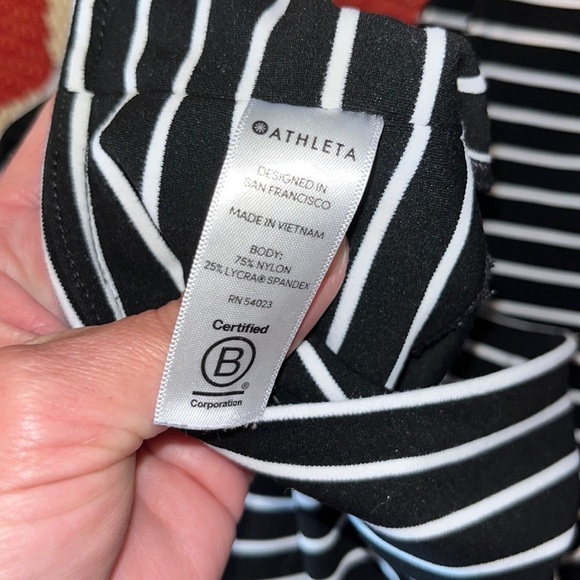 ATHLETA
DESIGNED IN
SAN FRANCISCO
MADE IN VIETNAM
BODY:
75% NYLON
25% LYCRA® SPANDEX
RN 54023
Certified
B
®
Corporation